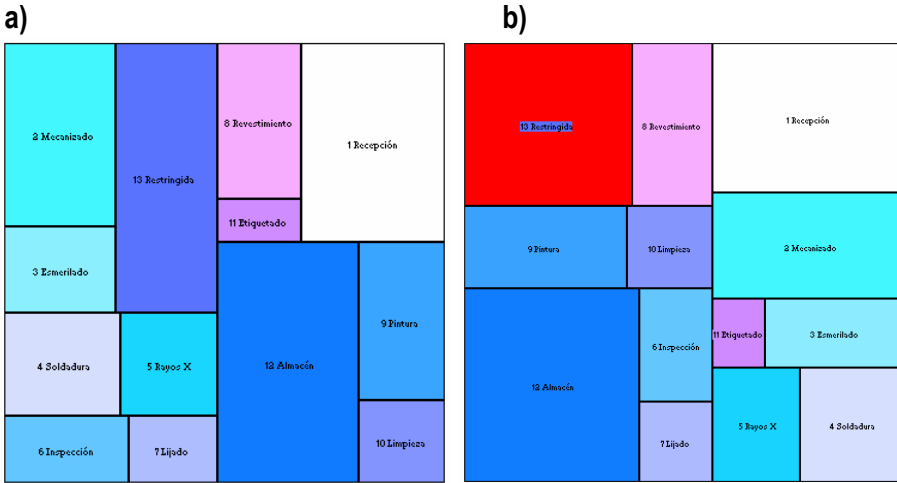 a)
b)
2 Mecanizado
13 Restringida
8 Revestimiento
1 Recepción
11 Etiquetado
3 Esmerilado
9 Pintura
4 Soldadura
5 Rayos X
12 Almacén
6 Inspección
7 Lijado
10 Limpieza
13 Restringida
8 Revestimiento
1 Recepción
9 Pintura
10 Limpieza
2 Mecanizado
11 Etiquetado
3 Esmerilado
6 Inspección
12 Almacén
5 Rayos X
4 Soldadura
7 Lijado